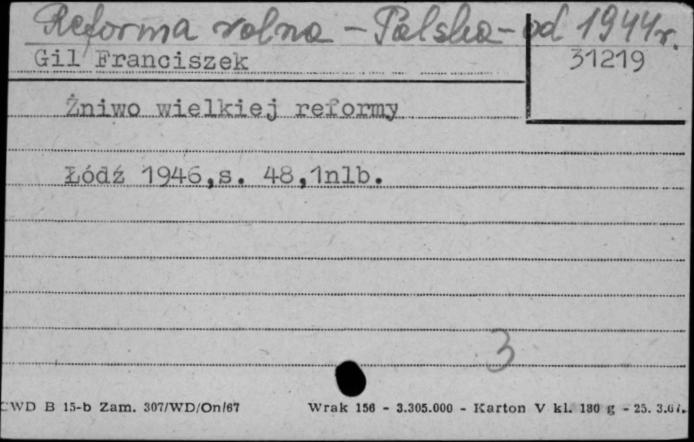 Reforma rolna - Polska - od 1944r.
Gil Franciszek
31219
Żniwo wielkiej reformy
Łódź 1946,s. 48,1nlb.
3
CWD B 15-b Zam. 307/WD/On/67 Wrak 156 - 3.305.000 - Karton V kl. 180 g - 25. 3.67.